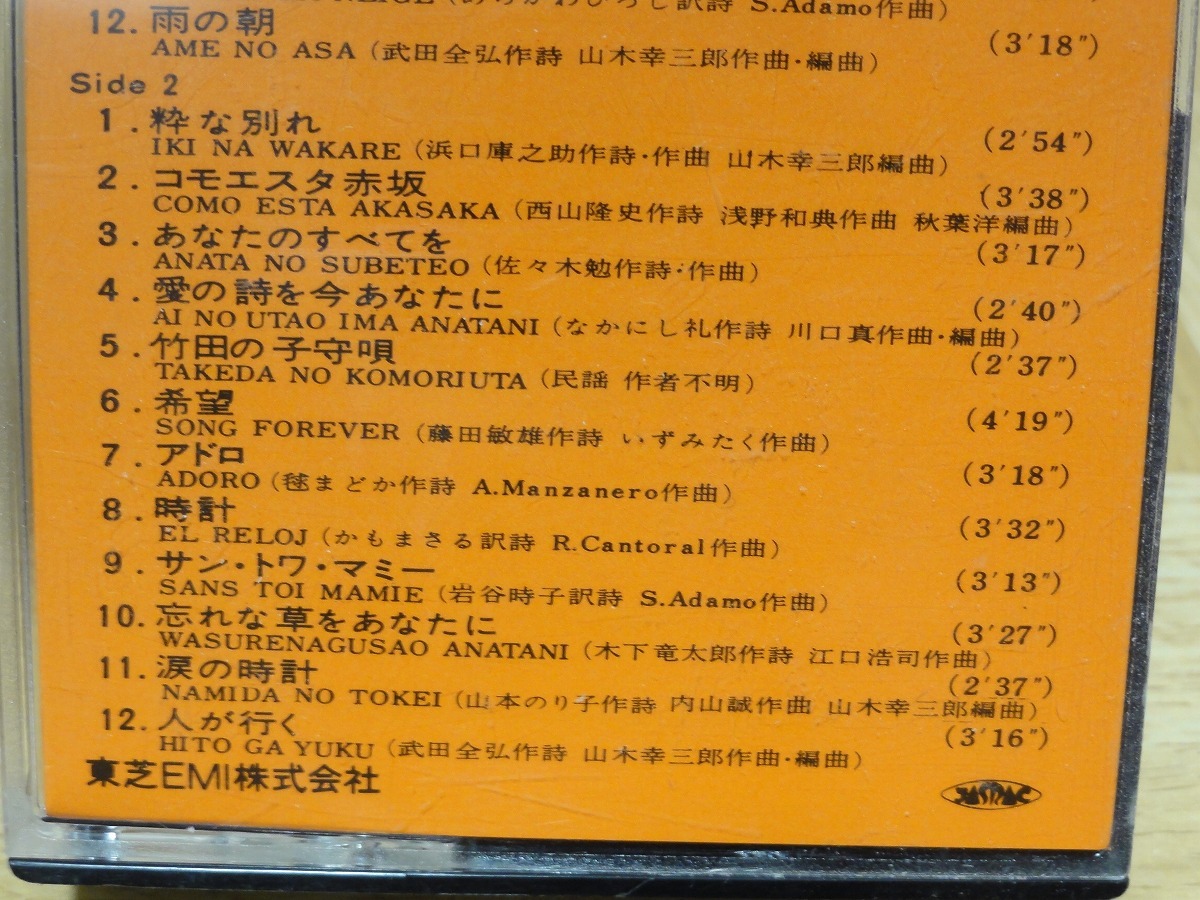 S.Adamo作曲)
12. 雨の朝 (3′18″)
AME NO ASA (武田全弘作詩 山木幸三郎作曲・編曲)
Side 2
1. 粋な別れ (2′54″)
IKI NA WAKARE (浜口庫之助作詩・作曲 山木幸三郎編曲)
2. コモエスタ赤坂 (3′38″)
COMO ESTA AKASAKA (西山隆史作詩 浅野和典作曲 秋葉洋編曲)
3. あなたのすべてを (3′17″)
ANATA NO SUBETEO (佐々木勉作詩・作曲)
4. 愛の詩を今あなたに (2′40″)
AI NO UTAO IMA ANATANI (なかにし礼作詩 川口真作曲・編曲)
5. 竹田の子守唄 (2′37″)
TAKEDA NO KOMORIUTA (民謡 作者不明)
6. 希望 (4′19″)
SONG FOREVER (藤田敏雄作詩 いずみたく作曲)
7. アドロ (3′18″)
ADORO (毬まどか作詩 A.Manzanero作曲)
8. 時計 (3′32″)
EL RELOJ (かもまさる訳詩 R.Cantoral作曲)
9. サン・トワ・マミー (3′13″)
SANS TOI MAMIE (岩谷時子訳詩 S.Adamo作曲)
10. 忘れな草をあなたに (3′27″)
WASURENAGUSAO ANATANI (木下竜太郎作詩 江口浩司作曲)
11. 涙の時計 (2′37″)
NAMIDA NO TOKEI (山本のり子作詩 内山誠作曲 山木幸三郎編曲)
12. 人が行く (3′16″)
HITO GA YUKU (武田全弘作詩 山木幸三郎作曲・編曲)
東芝EMI株式会社
JASRAC